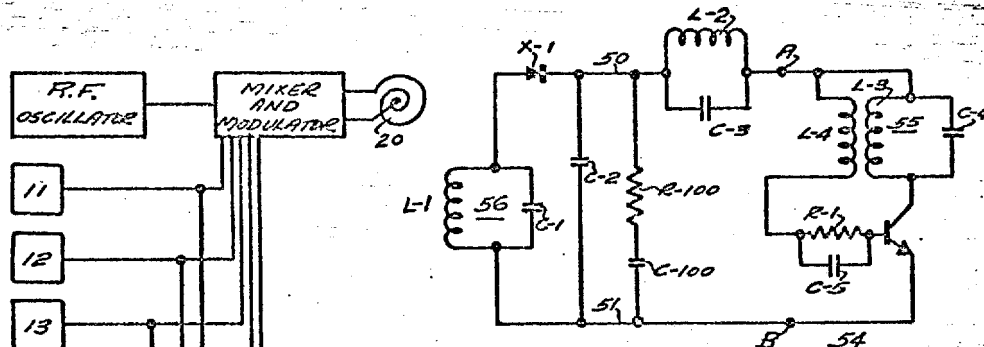 R.F.
OSCILLATOR
MIXER
AND
MODULATOR
20
11
12
13
X-1
50
L-2
A
C-3
L-3
L-4
55
C-4
L-1
56
C-1
C-2
R-100
C-100
R-1
C-5
51
B
54